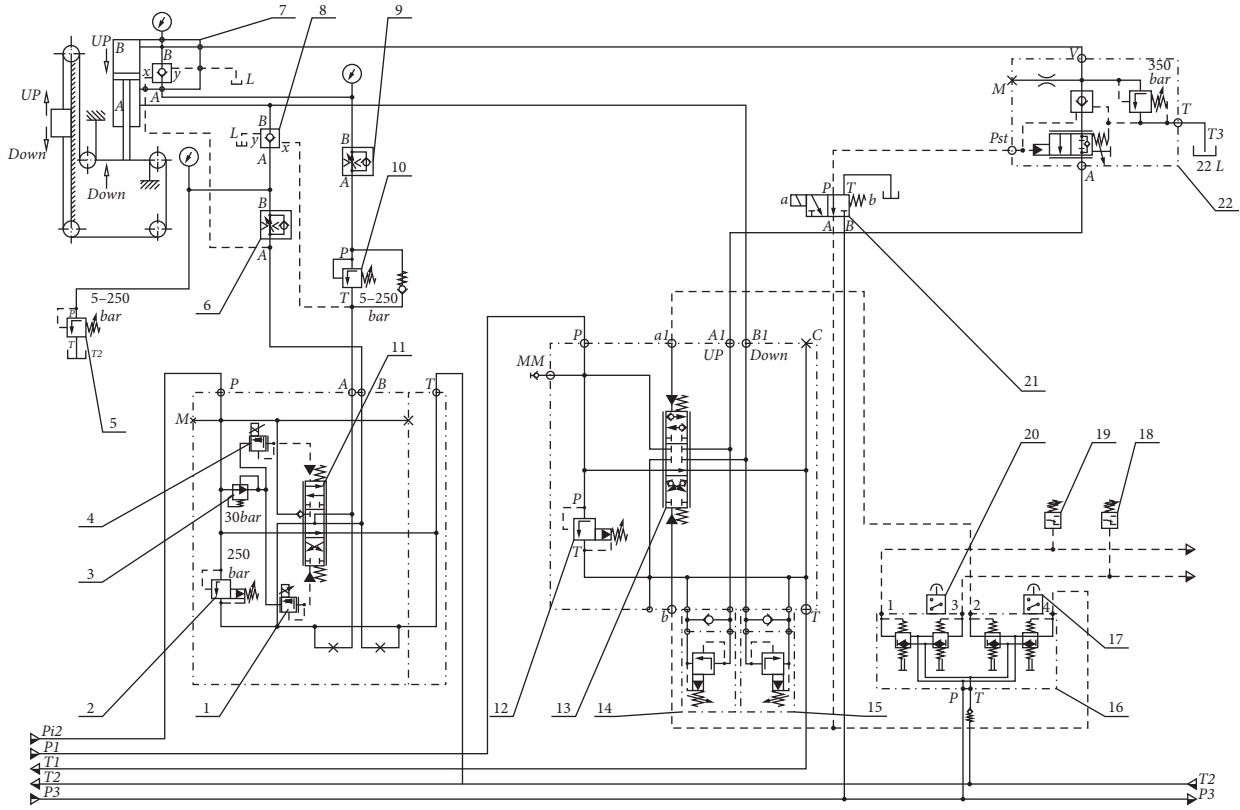 7
8
9
UP
B
B
x
y
L
A
A
UP
Down
Down
B
L
y
x
A
B
A
B
A
10
P
T
5–250
bar
6
5–250
bar
P
T
T2
5
V
M
350
bar
T
T3
22 L
Pst
A
22
a
P
T
b
A
B
21
P
A
B
T
11
M
4
30bar
3
250
bar
2
1
P
a1
A1
B1
C
UP
Down
MM
P
T
b
T
12
13
14
15
20
19
18
1
3
2
4
17
P
T
16
Pi2
P1
T1
T2
P3
T2
P3